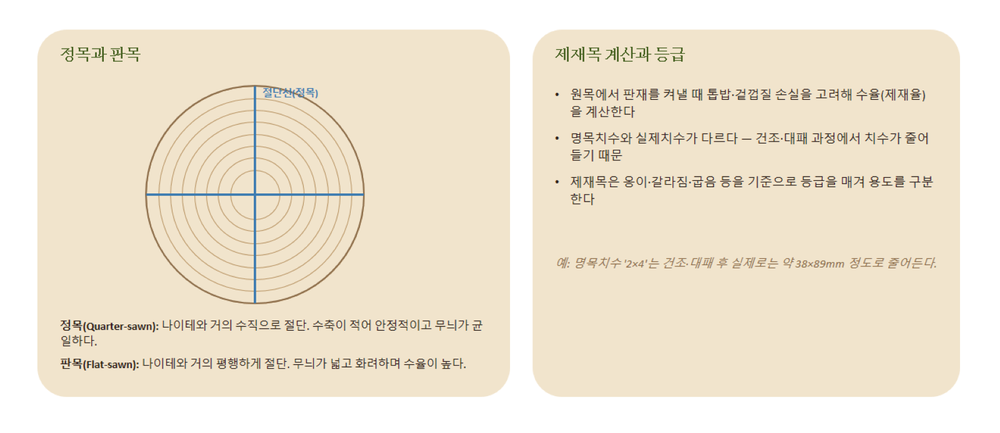 정목과 판목
절단선(정목)
정목(Quarter-sawn): 나이테와 거의 수직으로 절단. 수축이 적어 안정적이고 무늬가 균
일하다.
판목(Flat-sawn): 나이테와 거의 평행하게 절단. 무늬가 넓고 화려하며 수율이 높다.
제재목 계산과 등급
• 원목에서 판재를 켜낼 때 톱밥·겉껍질 손실을 고려해 수율(제재율)
을 계산한다
• 명목치수와 실제치수가 다르다 — 건조·대패 과정에서 치수가 줄어
들기 때문
• 제재목은 옹이·갈라짐·굽음 등을 기준으로 등급을 매겨 용도를 구분
한다
예: 명목치수 '2×4'는 건조·대패 후 실제로는 약 38×89mm 정도로 줄어든다.